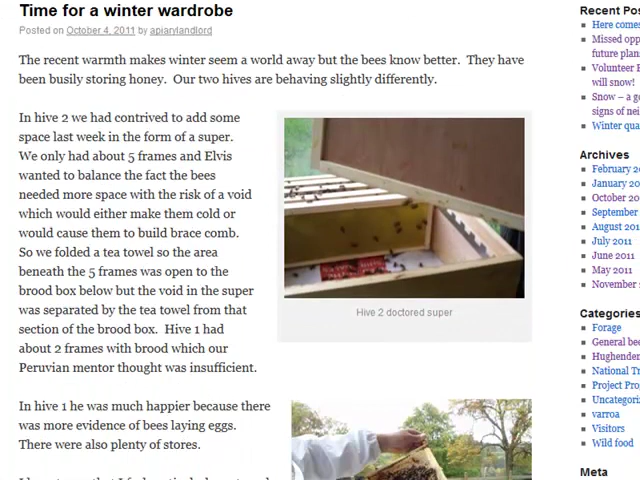 Time for a winter wardrobe
Posted on October 4, 2011 by apiarylandlord
The recent warmth makes winter seem a world away but the bees know better. They have
been busily storing honey. Our two hives are behaving slightly differently.
In hive 2 we had contrived to add some
space last week in the form of a super.
We only had about 5 frames and Elvis
wanted to balance the fact the bees
needed more space with the risk of a void
which would either make them cold or
would cause them to build brace comb.
So we folded a tea towel so the area
beneath the 5 frames was open to the
brood box below but the void in the super
was separated by the tea towel from that
section of the brood box. Hive 1 had
about 2 frames with brood which our
Peruvian mentor thought was insufficient.
Hive 2 doctored super
In hive 1 he was much happier because there
was more evidence of bees laying eggs.
There were also plenty of stores.
Recent Pos
Here comes
Missed opp
future plans
Volunteer B
will snow!
Snow – a g
signs of nei
Winter qua
Archives
February 20
January 20
October 20
September
August 201
July 2011
June 2011
May 2011
November
Categories
Forage
General bee
Hughender
National Tr
Project Pro
Uncategoriz
varroa
Visitors
Wild food
Meta